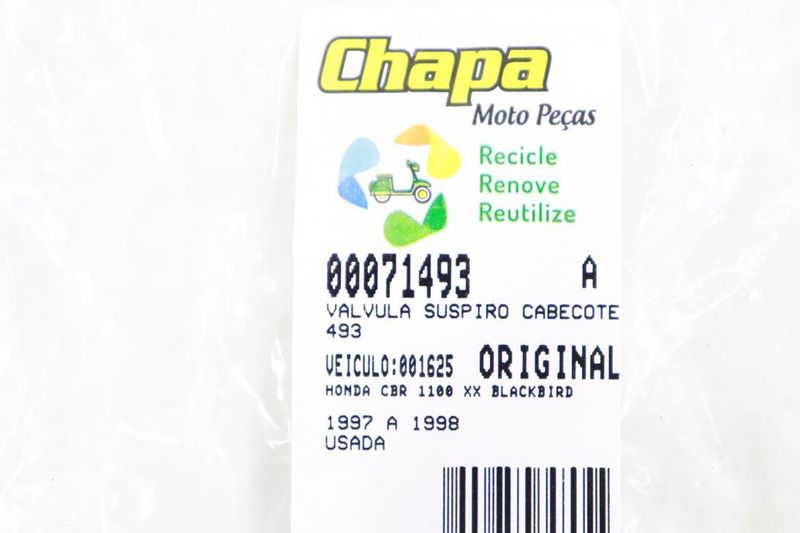 Chapa
Moto Peças
Recicle
Renove
Reutilize
00071493 A
VALVULA SUSPIRO CABECOTE
493
VEICULO:001625 ORIGINAL
HONDA CBR 1100 XX BLACKBIRD
1997 A 1998
USADA